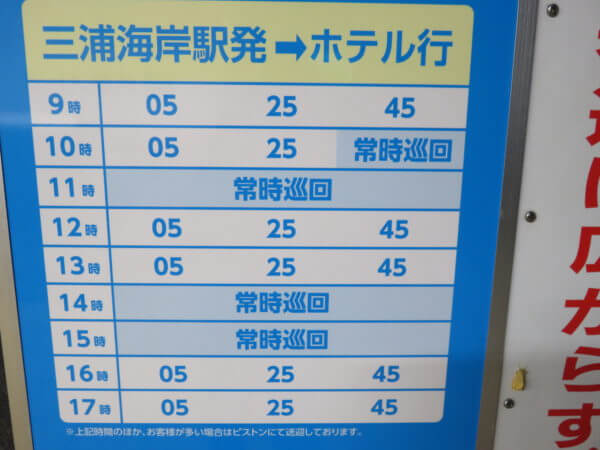 三浦海岸駅発➡ホテル行
9時 05 25 45
10時 05 25 常時巡回
11時 常時巡回
12時 05 25 45
13時 05 25 45
14時 常時巡回
15時 常時巡回
16時 05 25 45
17時 05 25 45
※上記時間のほか、お客様が多い場合はピストンにて送迎しております。
は広からず